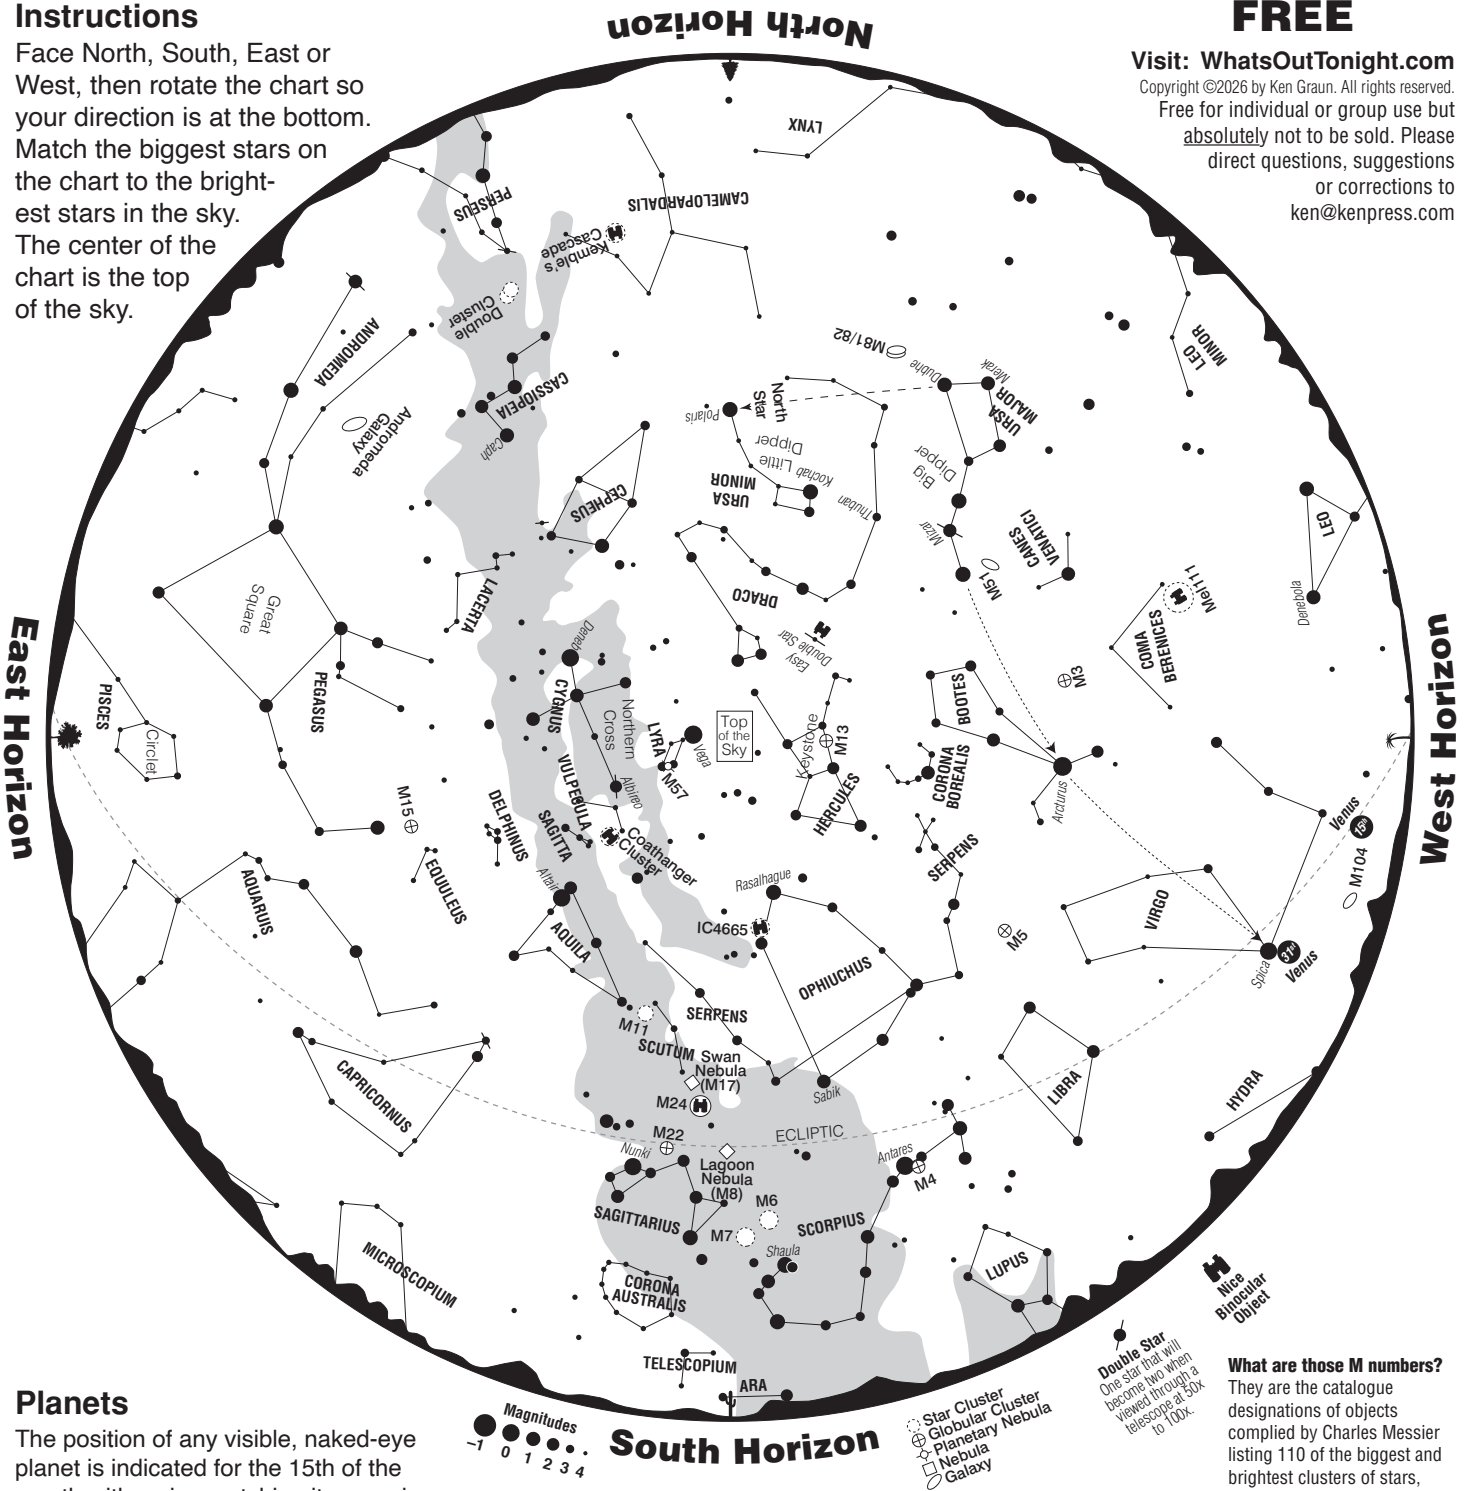 Instructions
Face North, South, East or
West, then rotate the chart so
your direction is at the bottom.
Match the biggest stars on
the chart to the bright-
est stars in the sky.
The center of the
chart is the top
of the sky.
North Horizon
FREE
Visit: WhatsOutTonight.com
Copyright ©2026 by Ken Graun. All rights reserved.
Free for individual or group use but
absolutely not to be sold. Please
direct questions, suggestions
or corrections to
ken@kenpress.com
LYNX
PERSEUS
CAMELOPARDALIS
Kemble's
Cascade
Double
Cluster
ANDROMEDA
Andromeda
Galaxy
CASSIOPEIA
Caph
M81/82
Dubhe
Merak
URSA
MAJOR
LEO
MINOR
Polaris
North
Star
Little
Dipper
Kochab
URSA
MINOR
Thuban
Big
Dipper
Mizar
CANES
VENATICI
M51
LEO
Denebola
CEPHEUS
LACERTA
DRACO
Easy
Double Star
Mel111
COMA
BERENICES
M3
Great
Square
PEGASUS
PISCES
Circlet
East Horizon
West Horizon
Deneb
CYGNUS
Northern
Cross
LYRA
Vega
M57
Albireo
Top
of the
Sky
Keystone
M13
HERCULES
BOOTES
CORONA
BOREALIS
Arcturus
SERPENS
VULPECULA
SAGITTA
DELPHINUS
M15
EQUULEUS
Coathanger
Cluster
Altair
AQUILA
AQUARUIS
Rasalhague
IC4665
OPHIUCHUS
M5
VIRGO
Spica
Venus
15th
M104
31st
Venus
M11
SERPENS
SCUTUM
Swan
Nebula
(M17)
M24
Sabik
LIBRA
HYDRA
CAPRICORNUS
ECLIPTIC
M22
Nunki
Lagoon
Nebula
(M8)
Antares
M4
SAGITTARIUS
M6
M7
SCORPIUS
Shaula
MICROSCOPIUM
CORONA
AUSTRALIS
LUPUS
TELESCOPIUM
ARA
South Horizon
Nice
Binocular
Object
Double Star
One star that will
become two when
viewed through a
telescope at 50x
to 100x.
Star Cluster
Globular Cluster
Planetary Nebula
Nebula
Galaxy
Magnitudes
–1 0 1 2 3 4
What are those M numbers?
They are the catalogue
designations of objects
complied by Charles Messier
listing 110 of the biggest and
brightest clusters of stars,
Planets
The position of any visible, naked-eye
planet is indicated for the 15th of the